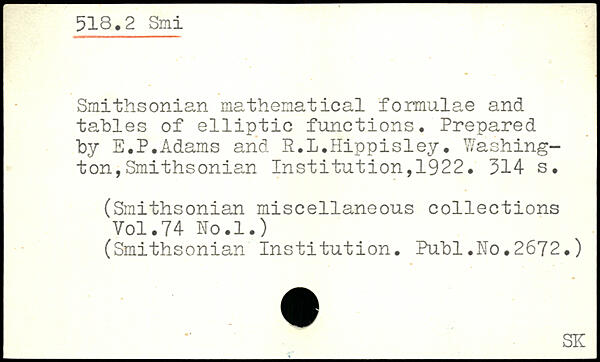 518.2 Smi
Smithsonian mathematical formulae and
tables of elliptic functions. Prepared
by E.P.Adams and R.L.Hippisley. Washing-
ton,Smithsonian Institution,1922. 314 s.
(Smithsonian miscellaneous collections
Vol.74 No.1.)
(Smithsonian Institution. Publ.No.2672.)
SK